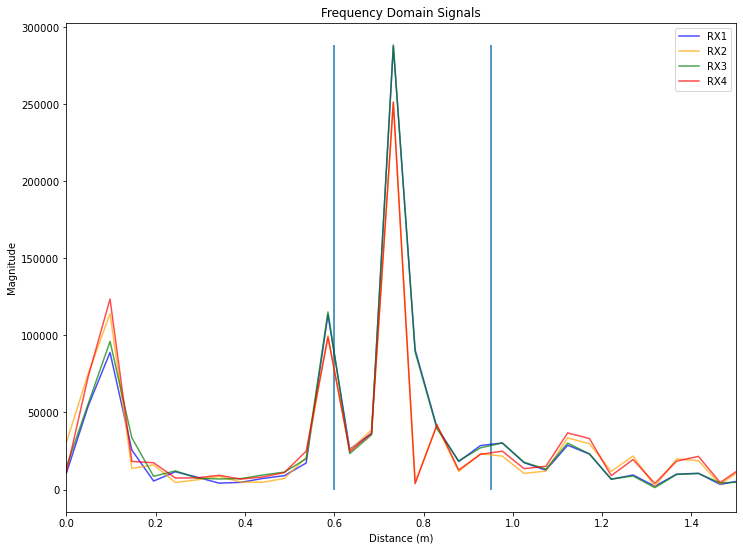 Frequency Domain Signals
RX1
RX2
RX3
RX4
300000
250000
200000
150000
100000
50000
0
Magnitude
0.0 0.2 0.4 0.6 0.8 1.0 1.2 1.4
Distance (m)